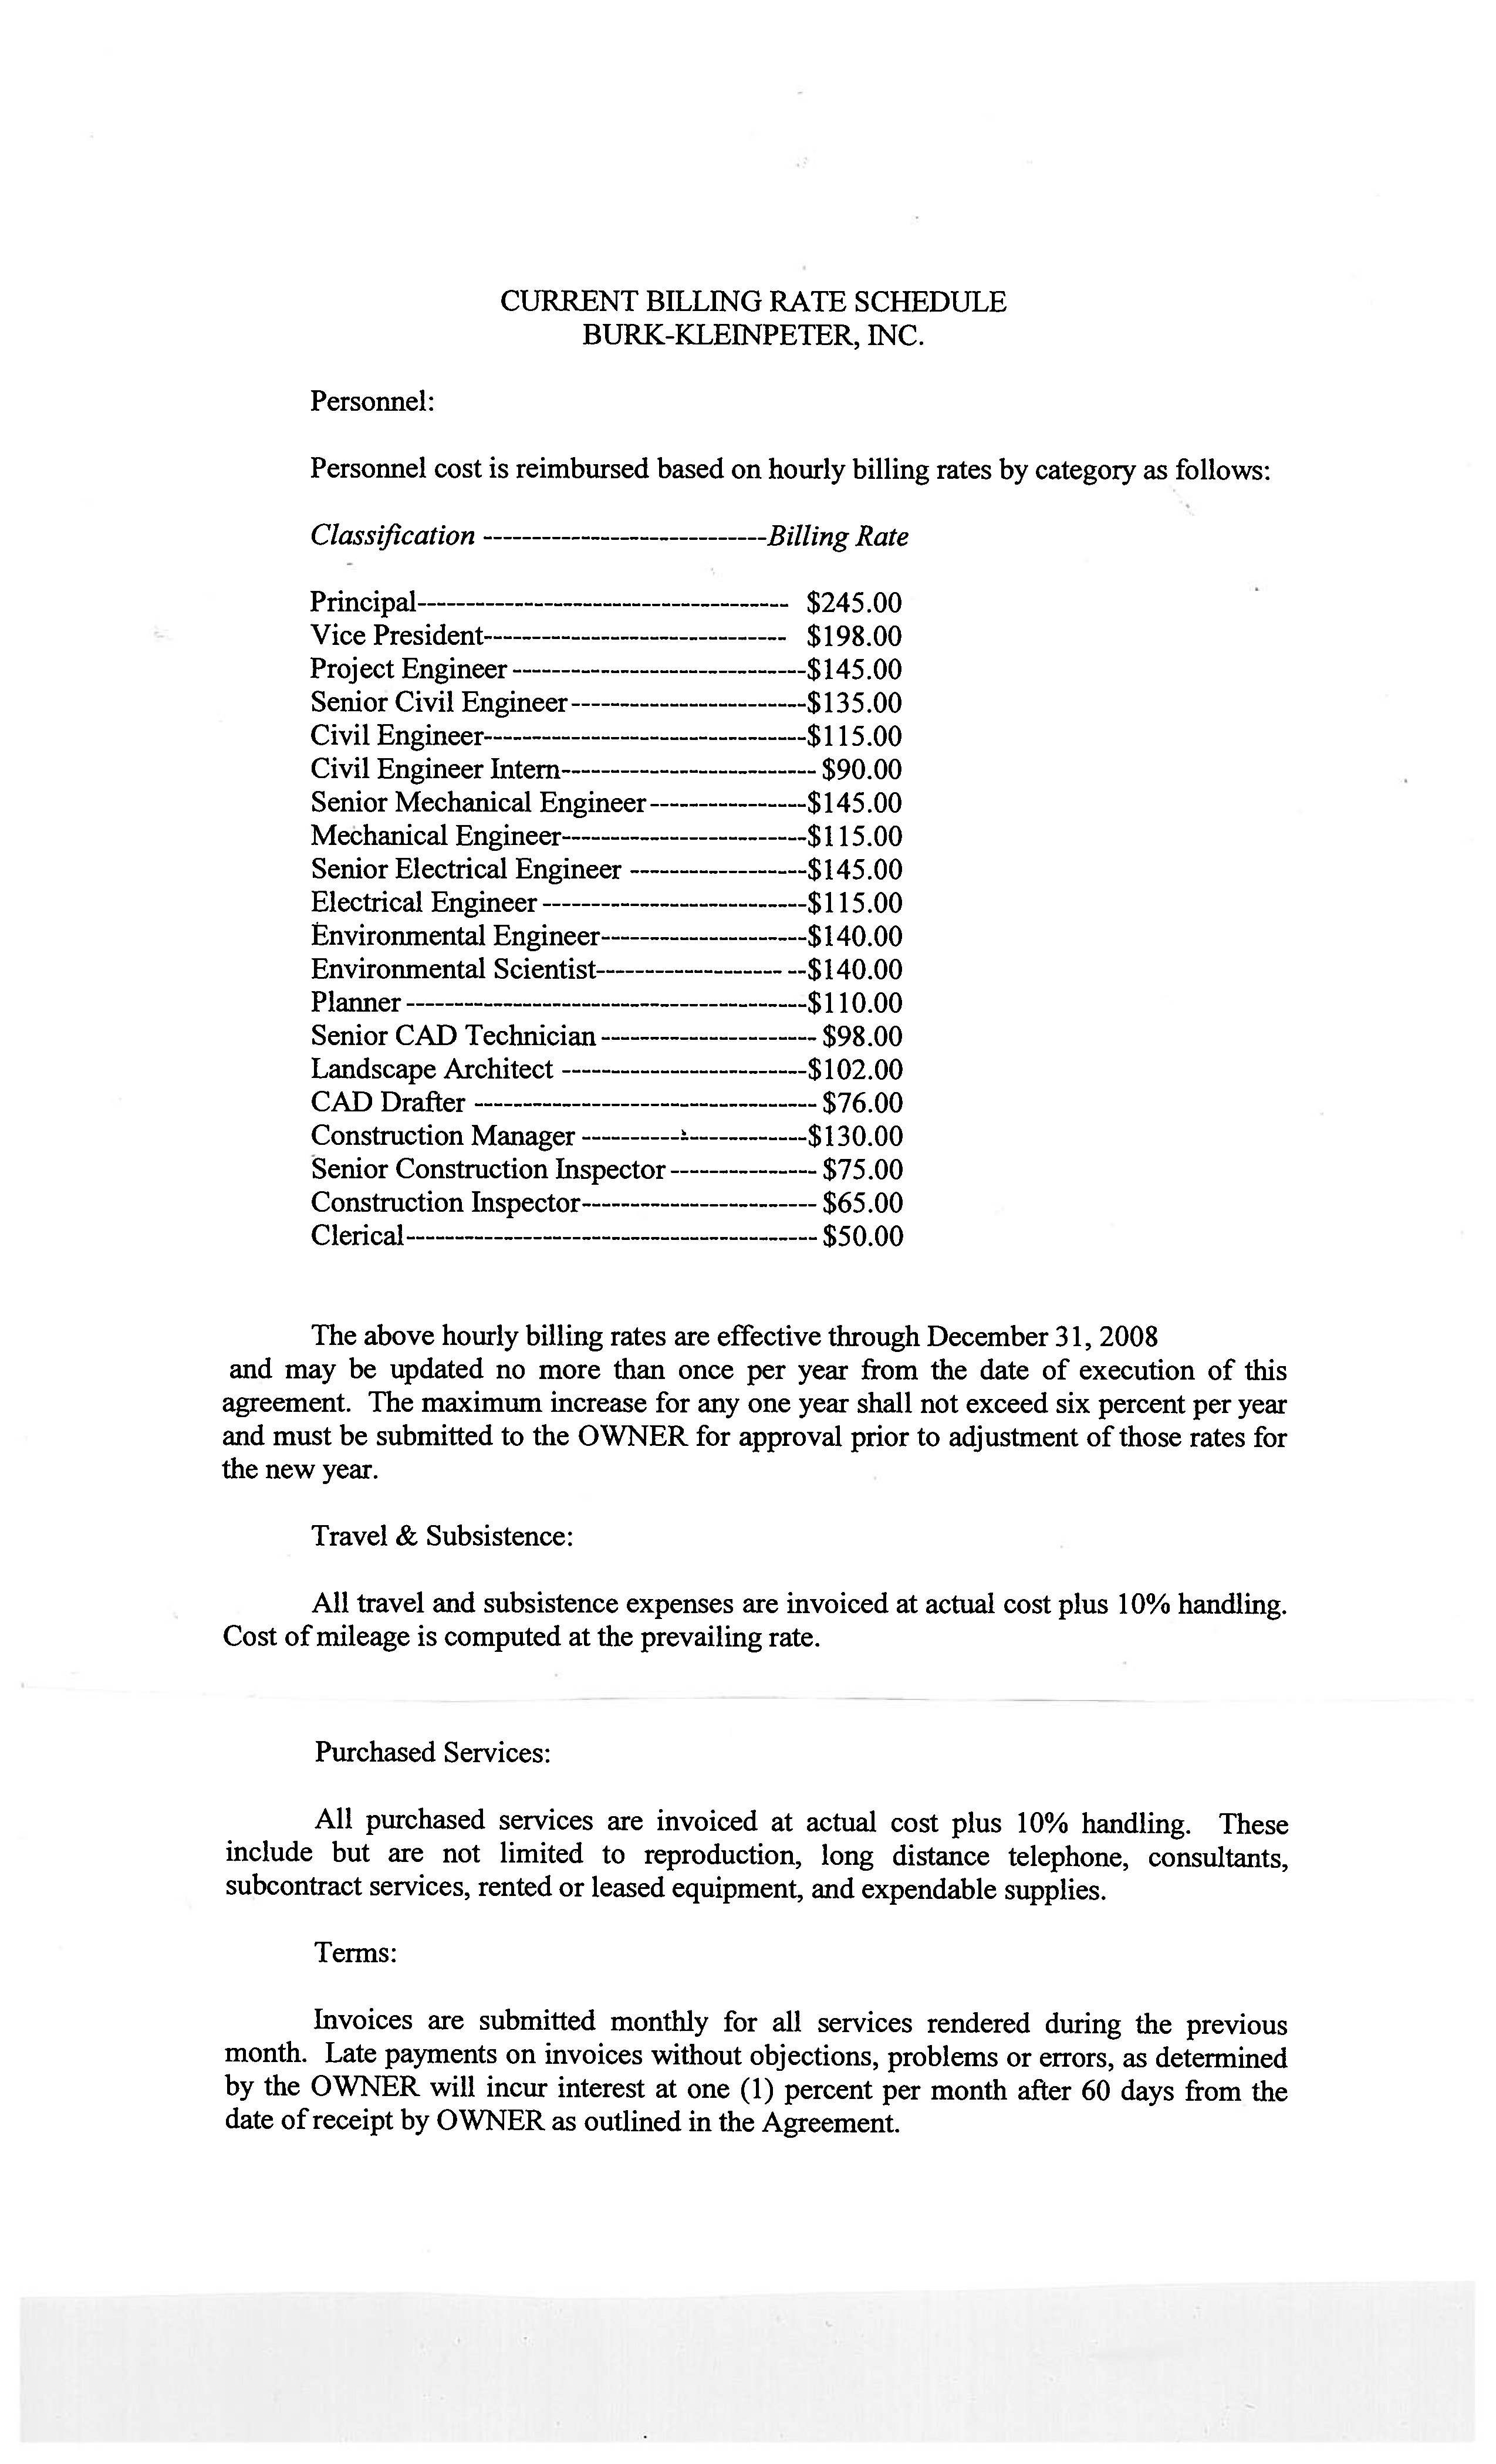 CURRENT BILLING RATE SCHEDULE
BURK-KLEINPETER, INC.
Personnel:
Personnel cost is reimbursed based on hourly billing rates by category as follows:
Classification -----------------------------Billing Rate
Principal-------------------------------------- $245.00
Vice President------------------------------- $198.00
Project Engineer ------------------------------$145.00
Senior Civil Engineer------------------------$135.00
Civil Engineer---------------------------------$115.00
Civil Engineer Intern-------------------------- $90.00
Senior Mechanical Engineer----------------$145.00
Mechanical Engineer-------------------------$115.00
Senior Electrical Engineer ------------------$145.00
Electrical Engineer ---------------------------$115.00
Environmental Engineer---------------------$140.00
Environmental Scientist------------------- --$140.00
Planner -----------------------------------------$110.00
Senior CAD Technician ---------------------- $98.00
Landscape Architect -------------------------$102.00
CAD Drafter ----------------------------------- $76.00
Construction Manager -----------------------$130.00
Senior Construction Inspector --------------- $75.00
Construction Inspector------------------------ $65.00
Clerical------------------------------------------ $50.00
The above hourly billing rates are effective through December 31, 2008
and may be updated no more than once per year from the date of execution of this
agreement. The maximum increase for any one year shall not exceed six percent per year
and must be submitted to the OWNER for approval prior to adjustment of those rates for
the new year.
Travel & Subsistence:
All travel and subsistence expenses are invoiced at actual cost plus 10% handling.
Cost of mileage is computed at the prevailing rate.
Purchased Services:
All purchased services are invoiced at actual cost plus 10% handling. These
include but are not limited to reproduction, long distance telephone, consultants,
subcontract services, rented or leased equipment, and expendable supplies.
Terms:
Invoices are submitted monthly for all services rendered during the previous
month. Late payments on invoices without objections, problems or errors, as determined
by the OWNER will incur interest at one (1) percent per month after 60 days from the
date of receipt by OWNER as outlined in the Agreement.